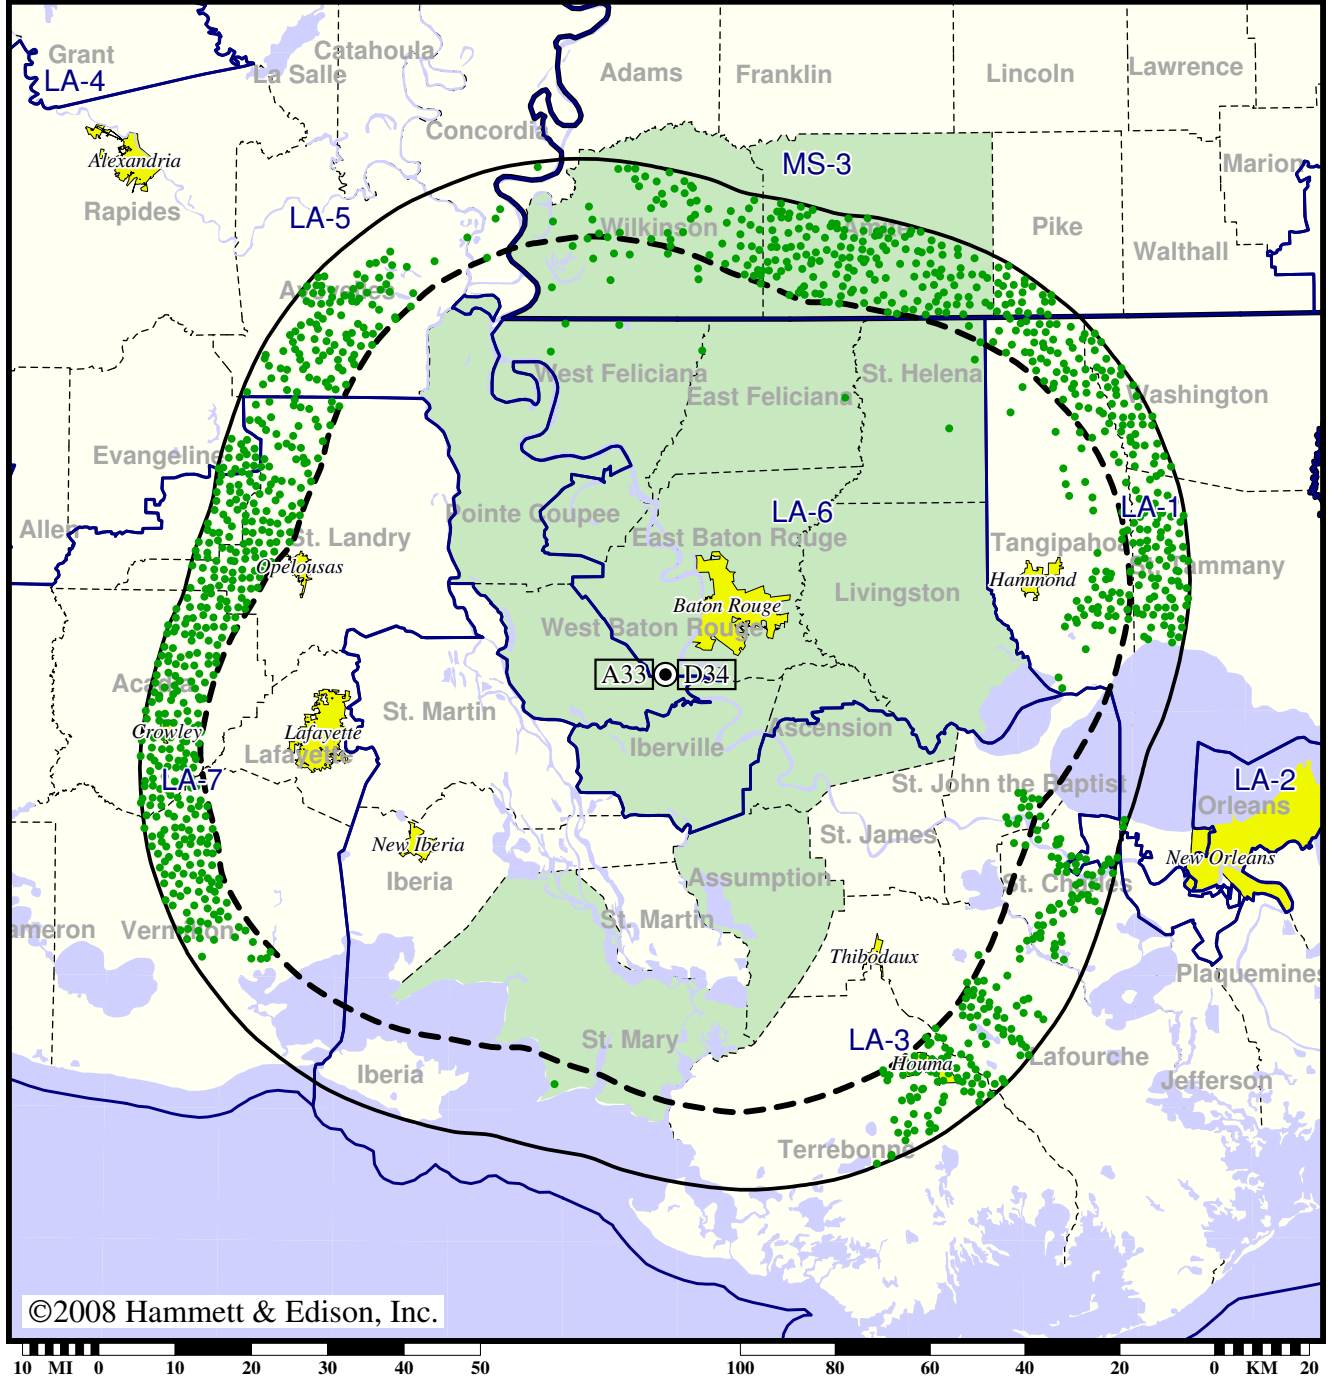 Grant
LA-4
La Salle
Catahoula
Adams
Franklin
Lincoln
Lawrence
Concordia
Alexandria
MS-3
Marion
Rapides
LA-5
Wilkinson
Amite
Pike
Walthall
Avoyelles
West Feliciana
East Feliciana
St. Helena
Washington
Evangeline
Allen
Pointe Coupee
LA-6
LA-1
St. Landry
East Baton Rouge
Tangipahoa
Opelousas
Hammond
St. Tammany
Livingston
Baton Rouge
West Baton Rouge
A33
D34
Acadia
St. Martin
Crowley
Lafayette
Lafayette
Iberville
Ascension
LA-7
St. John the Baptist
LA-2
Orleans
New Iberia
St. James
New Orleans
Iberia
Assumption
St. Charles
St. Martin
ameron
Vermilion
Thibodaux
Plaquemines
St. Mary
LA-3
Houma
Lafourche
Iberia
Jefferson
Terrebonne
©2008 Hammett & Edison, Inc.
10 MI 0 10 20 30 40 50 100 80 60 40 20 0 KM 20